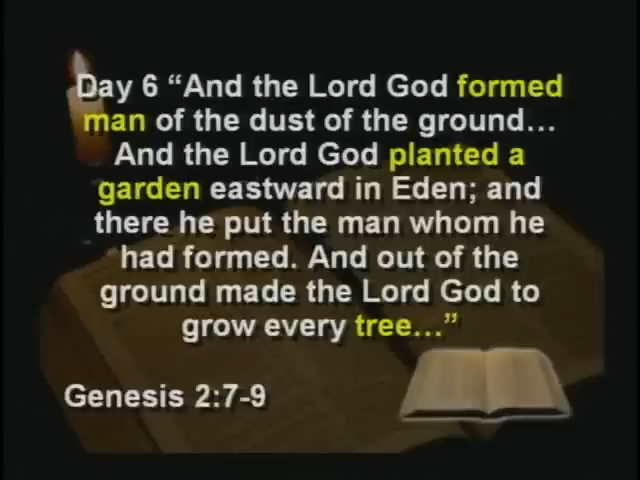 Day 6 “And the Lord God formed
man of the dust of the ground…
And the Lord God planted a
garden eastward in Eden; and
there he put the man whom he
had formed. And out of the
ground made the Lord God to
grow every tree…”
Genesis 2:7-9